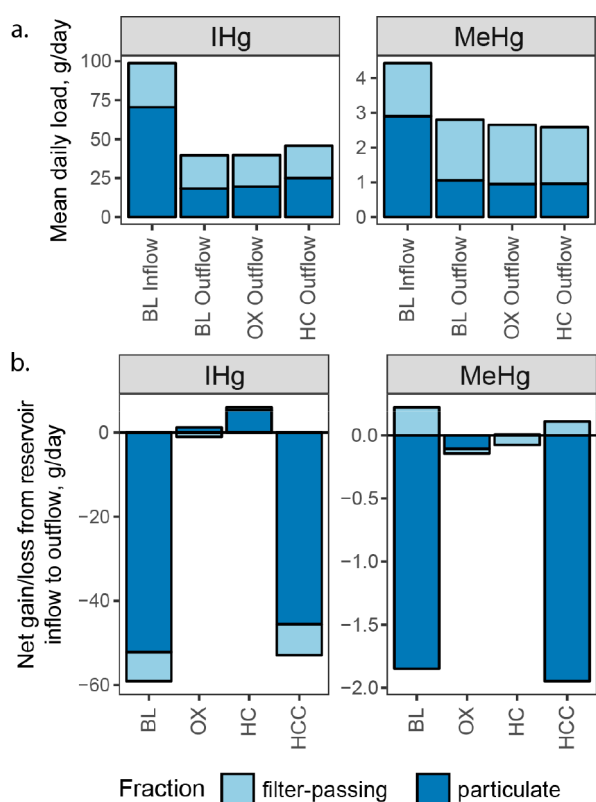 a.
IHg
MeHg
Mean daily load, g/day
100
75
50
25
0
4
3
2
1
0
BL Inflow
BL Outflow
OX Outflow
HC Outflow
BL Inflow
BL Outflow
OX Outflow
HC Outflow
b.
IHg
MeHg
Net gain/loss from reservoir
inflow to outflow, g/day
0
−20
−40
−60
0.0
−0.5
−1.0
−1.5
−2.0
BL
OX
HC
HCC
BL
OX
HC
HCC
Fraction filter-passing particulate